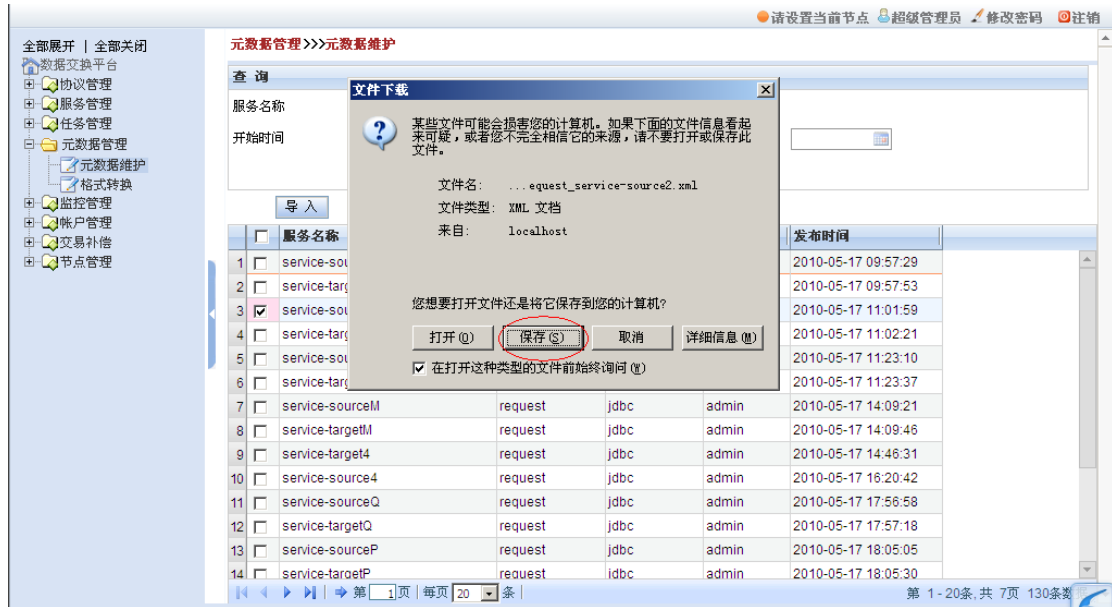 请设置当前节点 超级管理员 修改密码 注销
全部展开 | 全部关闭
数据交换平台
协议管理
服务管理
任务管理
元数据管理
元数据维护
格式转换
监控管理
帐户管理
交易补偿
节点管理
元数据管理>>>元数据维护
查 询
服务名称
开始时间
导 入
文件下载
某些文件可能会损害您的计算机。如果下面的文件信息看起
来可疑，或者您不完全相信它的来源，请不要打开或保存此
文件。
文件名: ...equest_service-source2.xml
文件类型: XML 文档
来自: localhost
您想要打开文件还是将它保存到您的计算机?
打开(O) 保存(S) 取消 详细信息(M)
在打开这种类型的文件前始终询问(W)
服务名称 发布时间
1 service-sou 2010-05-17 09:57:29
2 service-targ 2010-05-17 09:57:53
3 service-sou 2010-05-17 11:01:59
4 service-targ 2010-05-17 11:02:21
5 service-sou 2010-05-17 11:23:10
6 service-targ 2010-05-17 11:23:37
7 service-sourceM request jdbc admin 2010-05-17 14:09:21
8 service-targetM request jdbc admin 2010-05-17 14:09:46
9 service-target4 request jdbc admin 2010-05-17 14:46:31
10 service-source4 request jdbc admin 2010-05-17 16:20:42
11 service-sourceQ request jdbc admin 2010-05-17 17:56:58
12 service-targetQ request jdbc admin 2010-05-17 17:57:18
13 service-sourceP request jdbc admin 2010-05-17 18:05:05
14 service-targetP request jdbc admin 2010-05-17 18:05:30
第 1 页 每页 20 条 第 1-20条,共 7页 130条数